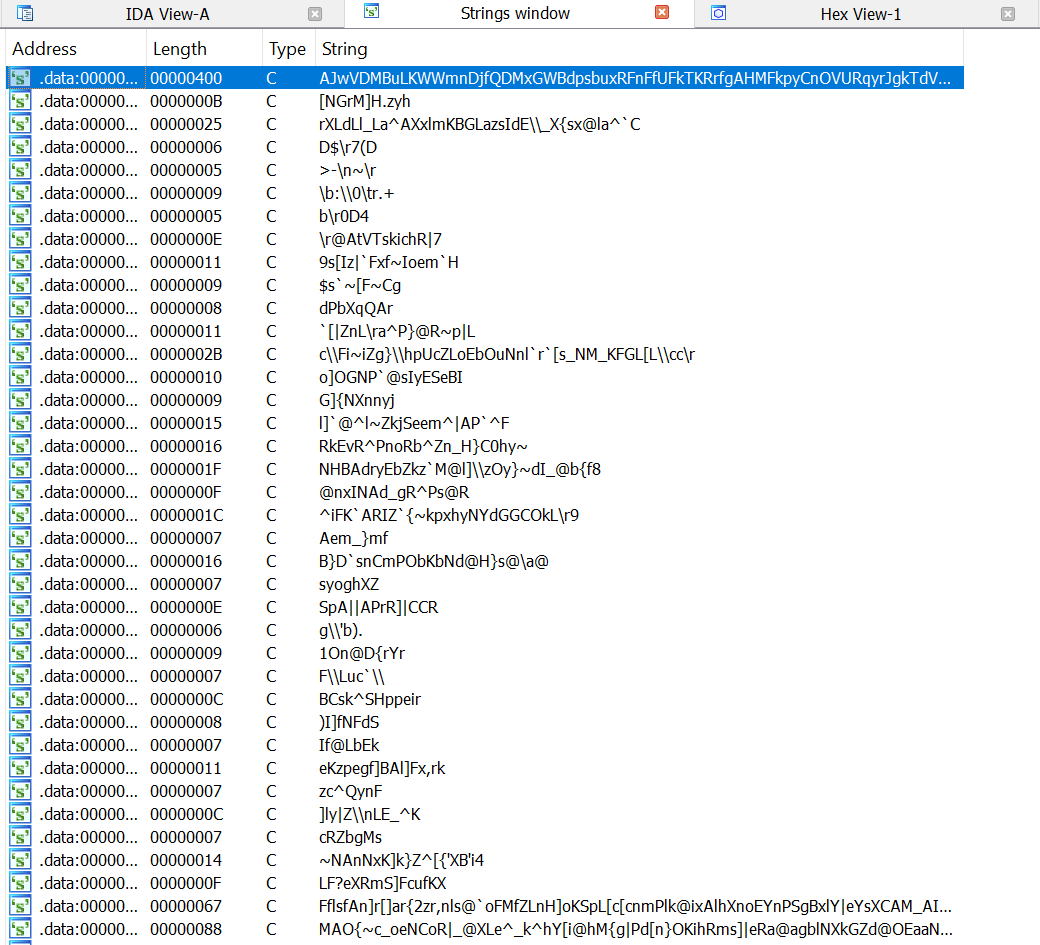 IDA View-A Strings window Hex View-1
Address Length Type String
.data:00000... 00000400 C AJwVDMBuLKWWmnDjfQDMxGWBdpsbuxRFnFfUFkTKRrfgAHMFkpyCnOVURqyrJgkTdV...
.data:00000... 0000000B C [NGrM]H.zyh
.data:00000... 00000025 C rXLdLl_La^AXxlmKBGLazsIdE\\_X{sx@la^`C
.data:00000... 00000006 C D$\r7(D
.data:00000... 00000005 C >-\n~\r
.data:00000... 00000009 C \b:\\0\tr.+
.data:00000... 00000005 C b\r0D4
.data:00000... 0000000E C \r@AtVTskichR|7
.data:00000... 00000011 C 9s[Iz|`Fxf~Ioem`H
.data:00000... 00000009 C $s`~[F~Cg
.data:00000... 00000008 C dPbXqQAr
.data:00000... 00000011 C `[|ZnL\ra^P}@R~p|L
.data:00000... 0000002B C c\\Fi~iZg}\\hpUcZLoEbOuNnl`r`[s_NM_KFGL[L\\cc\r
.data:00000... 00000010 C o]OGNP`@sIyESeBI
.data:00000... 00000009 C G]{NXnnyj
.data:00000... 00000015 C l]`@^l~ZkjSeem^|AP`^F
.data:00000... 00000016 C RkEvR^PnoRb^Zn_H}C0hy~
.data:00000... 0000001F C NHBAdryEbZkz`M@l]\\zOy}~dI_@b{f8
.data:00000... 0000000F C @nxINAd_gR^Ps@R
.data:00000... 0000001C C ^iFK`ARIZ`{~kpxhyNYdGGCOkL\r9
.data:00000... 00000007 C Aem_}mf
.data:00000... 00000016 C B}D`snCmPObKbNd@H}s@\a@
.data:00000... 00000007 C syoghXZ
.data:00000... 0000000E C SpA||APrR]|CCR
.data:00000... 00000006 C g\\'b).
.data:00000... 00000009 C 1On@D{rYr
.data:00000... 00000007 C F\\Luc`\\
.data:00000... 0000000C C BCsk^SHppeir
.data:00000... 00000008 C )I]fNFdS
.data:00000... 00000007 C If@LbEk
.data:00000... 00000011 C eKzpegf]BAl]Fx,rk
.data:00000... 00000007 C zc^QynF
.data:00000... 0000000C C ]ly|Z\\nLE_^K
.data:00000... 00000007 C cRZbgMs
.data:00000... 00000014 C ~NAnNxK]k}Z^[{'XB'i4
.data:00000... 0000000F C LF?eXRmS]FcufKX
.data:00000... 00000067 C FflsfAn]r[]ar{2zr,nls@`oFMfZLnH]oKSpL[c[cnmPlk@ixAlhXnoEYnPSgBxlY|eYsXCAM_AI...
.data:00000... 00000088 C MAO{~c_oeNCoR|_@XLe^_k^hY[i@hM{g|Pd[n}OKihRms]|eRa@agblNXkGZd@OEaaN...